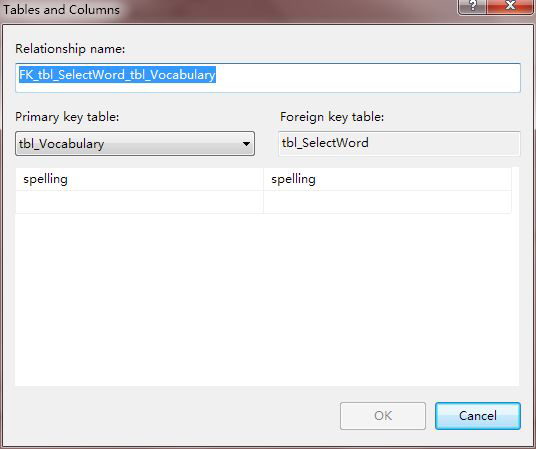 Tables and Columns
Relationship name:
FK_tbl_SelectWord_tbl_Vocabulary
Primary key table:
Foreign key table:
tbl_Vocabulary
tbl_SelectWord
spelling
spelling
OK
Cancel